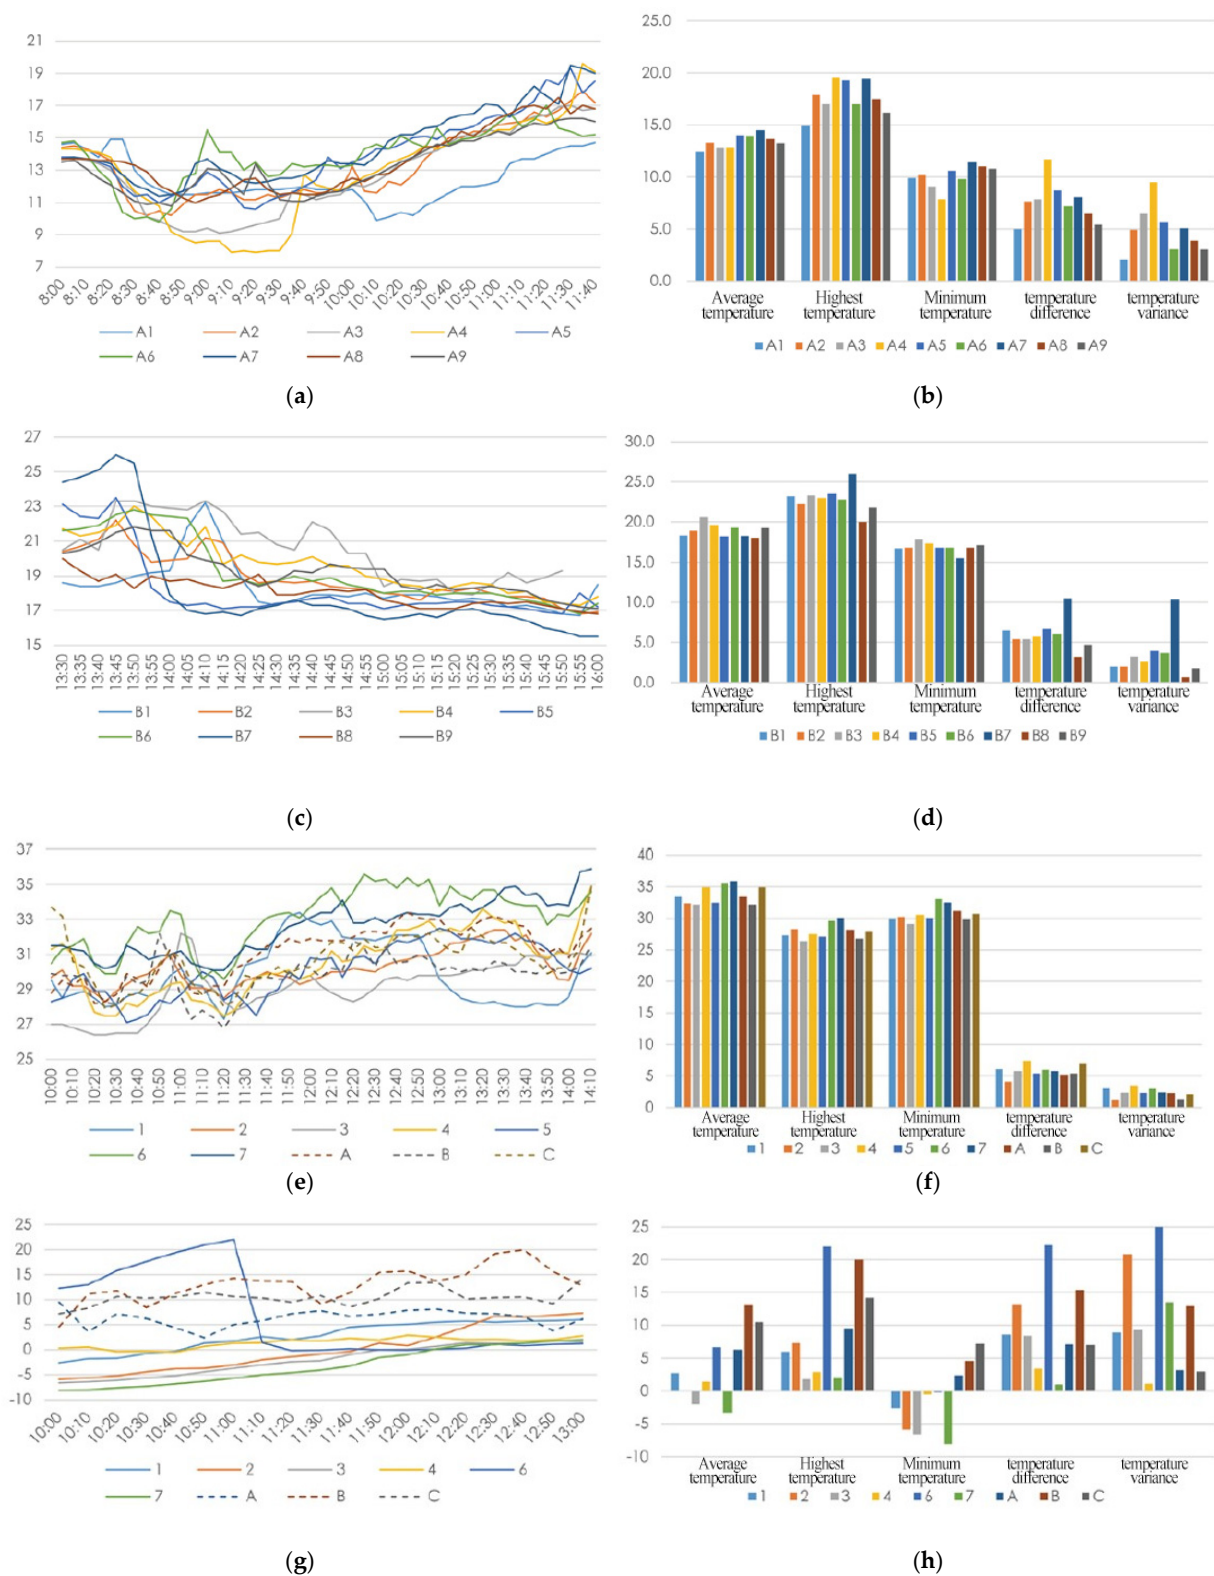 21
19
17
15
13
11
9
7
8:00 8:10 8:20 8:30 8:40 8:50 9:00 9:10 9:20 9:30 9:40 9:50 10:00 10:10 10:20 10:30 10:40 10:50 11:00 11:10 11:20 11:30 11:40
A1 A2 A3 A4 A5
A6 A7 A8 A9
(a)
25.0
20.0
15.0
10.0
5.0
0.0
Average Highest Minimum temperature temperature
temperature temperature temperature difference variance
A1 A2 A3 A4 A5 A6 A7 A8 A9
(b)
27
25
23
21
19
17
15
13:30 13:35 13:40 13:45 13:50 13:55 14:00 14:05 14:10 14:15 14:20 14:25 14:30 14:35 14:40 14:45 14:50 14:55 15:00 15:05 15:10 15:15 15:20 15:25 15:30 15:35 15:45 15:50 15:55 16:00
B1 B2 B3 B4 B5
B6 B7 B8 B9
(c)
30.0
25.0
20.0
15.0
10.0
5.0
0.0
Average Highest Minimum temperature temperature
temperature temperature temperature difference variance
B1 B2 B3 B4 B5 B6 B7 B8 B9
(d)
37
35
33
31
29
27
25
10:00 10:10 10:20 10:30 10:40 10:50 11:00 11:10 11:20 11:30 11:40 11:50 12:00 12:10 12:20 12:30 12:40 12:50 13:00 13:10 13:20 13:30 13:40 13:50 14:00 14:10
1 2 3 4 5
6 7 A B C
(e)
40
35
30
25
20
15
10
5
0
Average Highest Minimum temperature temperature
temperature temperature temperature difference variance
1 2 3 4 5 6 7 A B C
(f)
25
20
15
10
5
0
-5
-10
10:00 10:10 10:20 10:30 10:40 10:50 11:00 11:10 11:20 11:30 11:40 11:50 12:00 12:10 12:20 12:30 12:40 12:50 13:00
1 2 3 4 6
7 A B C
(g)
25
20
15
10
5
0
-5
-10
Average Highest Minimum temperature temperature
temperature temperature temperature difference variance
1 2 3 4 6 7 A B C
(h)